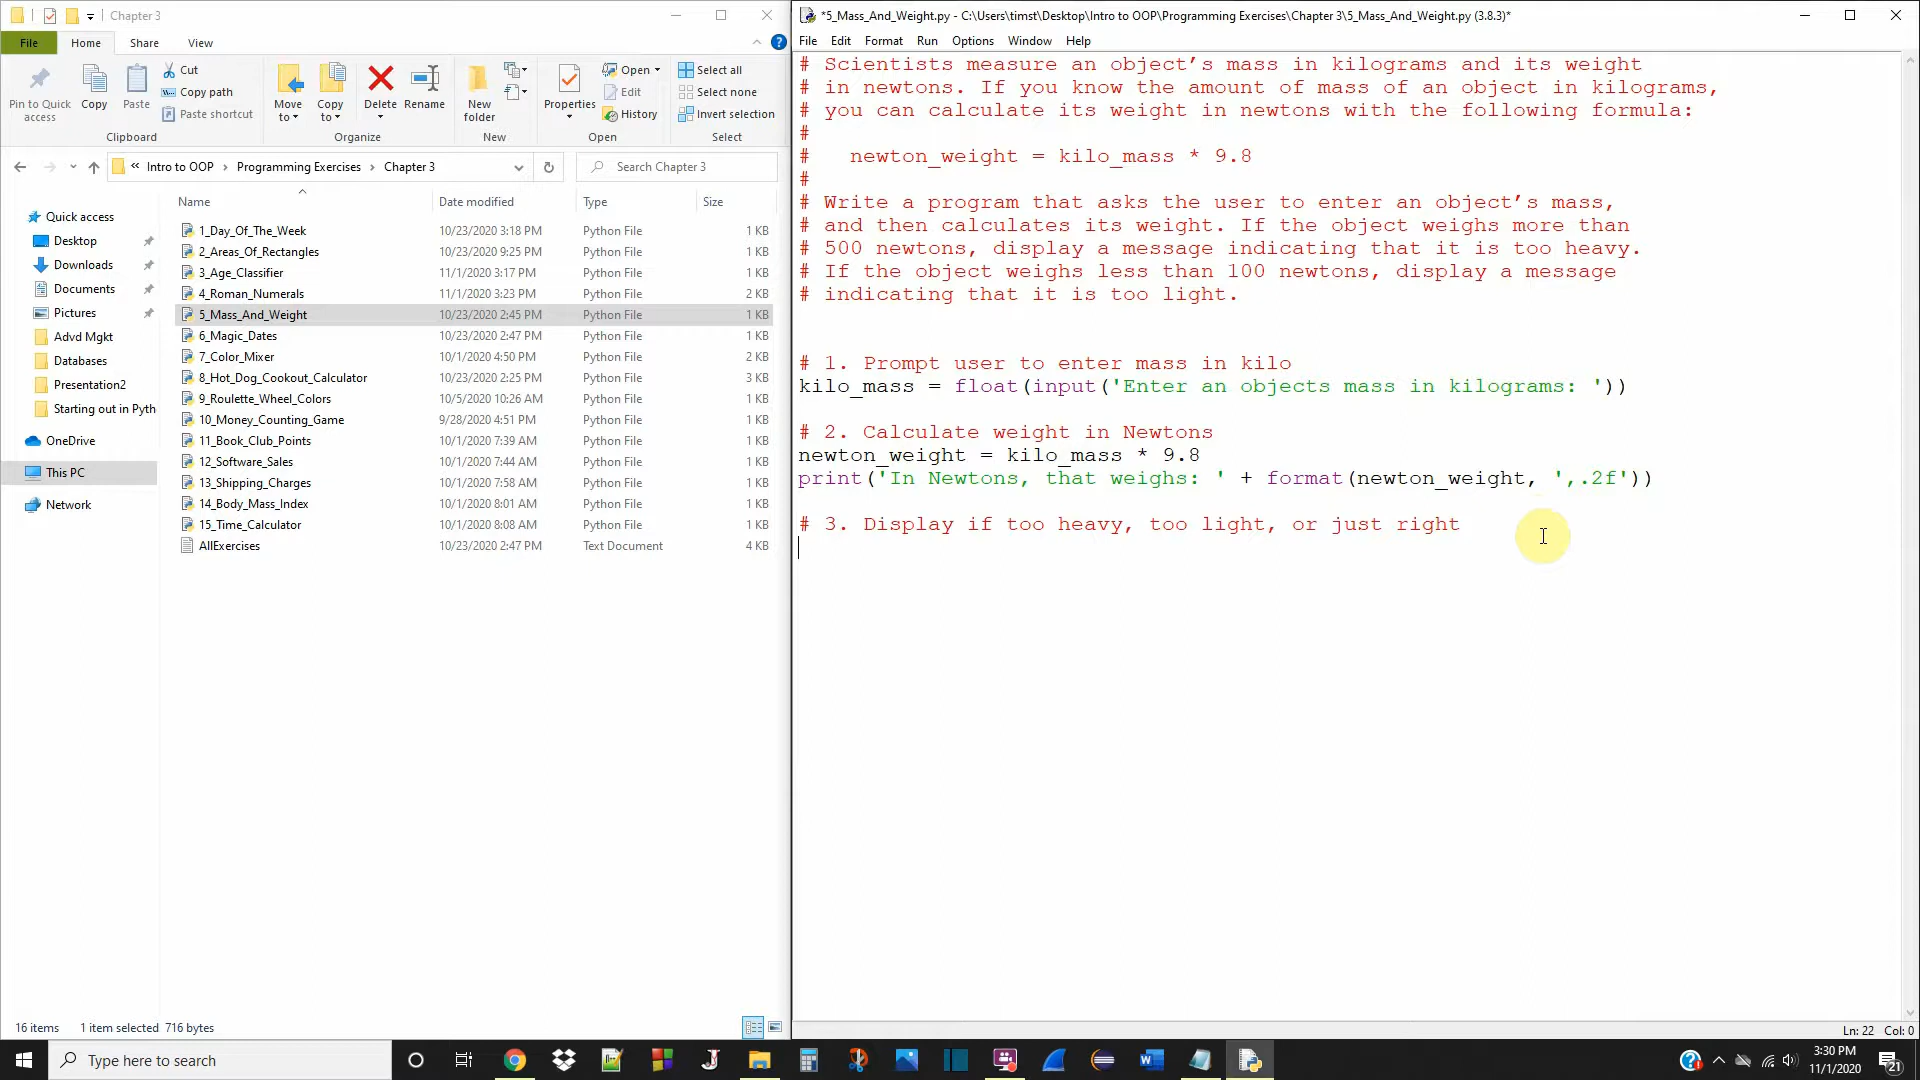 Chapter 3
File Home Share View
Pin to Quick access
Copy
Paste
Cut
Copy path
Paste shortcut
Clipboard
Move to
Copy to
Delete
Rename
Organize
New folder
New
Properties
Open
Edit
History
Open
Select all
Select none
Invert selection
Select
« Intro to OOP › Programming Exercises › Chapter 3
Search Chapter 3
Quick access
Desktop
Downloads
Documents
Pictures
Advd Mgkt
Databases
Presentation2
Starting out in Pyth
OneDrive
This PC
Network
Name Date modified Type Size
1_Day_Of_The_Week 10/23/2020 3:18 PM Python File 1 KB
2_Areas_Of_Rectangles 10/23/2020 9:25 PM Python File 1 KB
3_Age_Classifier 11/1/2020 3:17 PM Python File 1 KB
4_Roman_Numerals 11/1/2020 3:23 PM Python File 2 KB
5_Mass_And_Weight 10/23/2020 2:45 PM Python File 1 KB
6_Magic_Dates 10/23/2020 2:47 PM Python File 1 KB
7_Color_Mixer 10/1/2020 4:50 PM Python File 2 KB
8_Hot_Dog_Cookout_Calculator 10/23/2020 2:25 PM Python File 3 KB
9_Roulette_Wheel_Colors 10/5/2020 10:26 AM Python File 1 KB
10_Money_Counting_Game 9/28/2020 4:51 PM Python File 1 KB
11_Book_Club_Points 10/1/2020 7:39 AM Python File 1 KB
12_Software_Sales 10/1/2020 7:44 AM Python File 1 KB
13_Shipping_Charges 10/1/2020 7:58 AM Python File 1 KB
14_Body_Mass_Index 10/1/2020 8:01 AM Python File 1 KB
15_Time_Calculator 10/1/2020 8:08 AM Python File 1 KB
AllExercises 10/23/2020 2:47 PM Text Document 4 KB
16 items 1 item selected 716 bytes
*5_Mass_And_Weight.py - C:\Users\timst\Desktop\Intro to OOP\Programming Exercises\Chapter 3\5_Mass_And_Weight.py (3.8.3)*
File Edit Format Run Options Window Help
# Scientists measure an object’s mass in kilograms and its weight
# in newtons. If you know the amount of mass of an object in kilograms,
# you can calculate its weight in newtons with the following formula:
#
#   newton_weight = kilo_mass * 9.8
#
# Write a program that asks the user to enter an object’s mass,
# and then calculates its weight. If the object weighs more than
# 500 newtons, display a message indicating that it is too heavy.
# If the object weighs less than 100 newtons, display a message
# indicating that it is too light.
# 1. Prompt user to enter mass in kilo
kilo_mass = float(input('Enter an objects mass in kilograms: '))
# 2. Calculate weight in Newtons
newton_weight = kilo_mass * 9.8
print('In Newtons, that weighs: ' + format(newton_weight, ',.2f'))
# 3. Display if too heavy, too light, or just right
Ln: 22 Col: 0
Type here to search
3:30 PM
11/1/2020
21